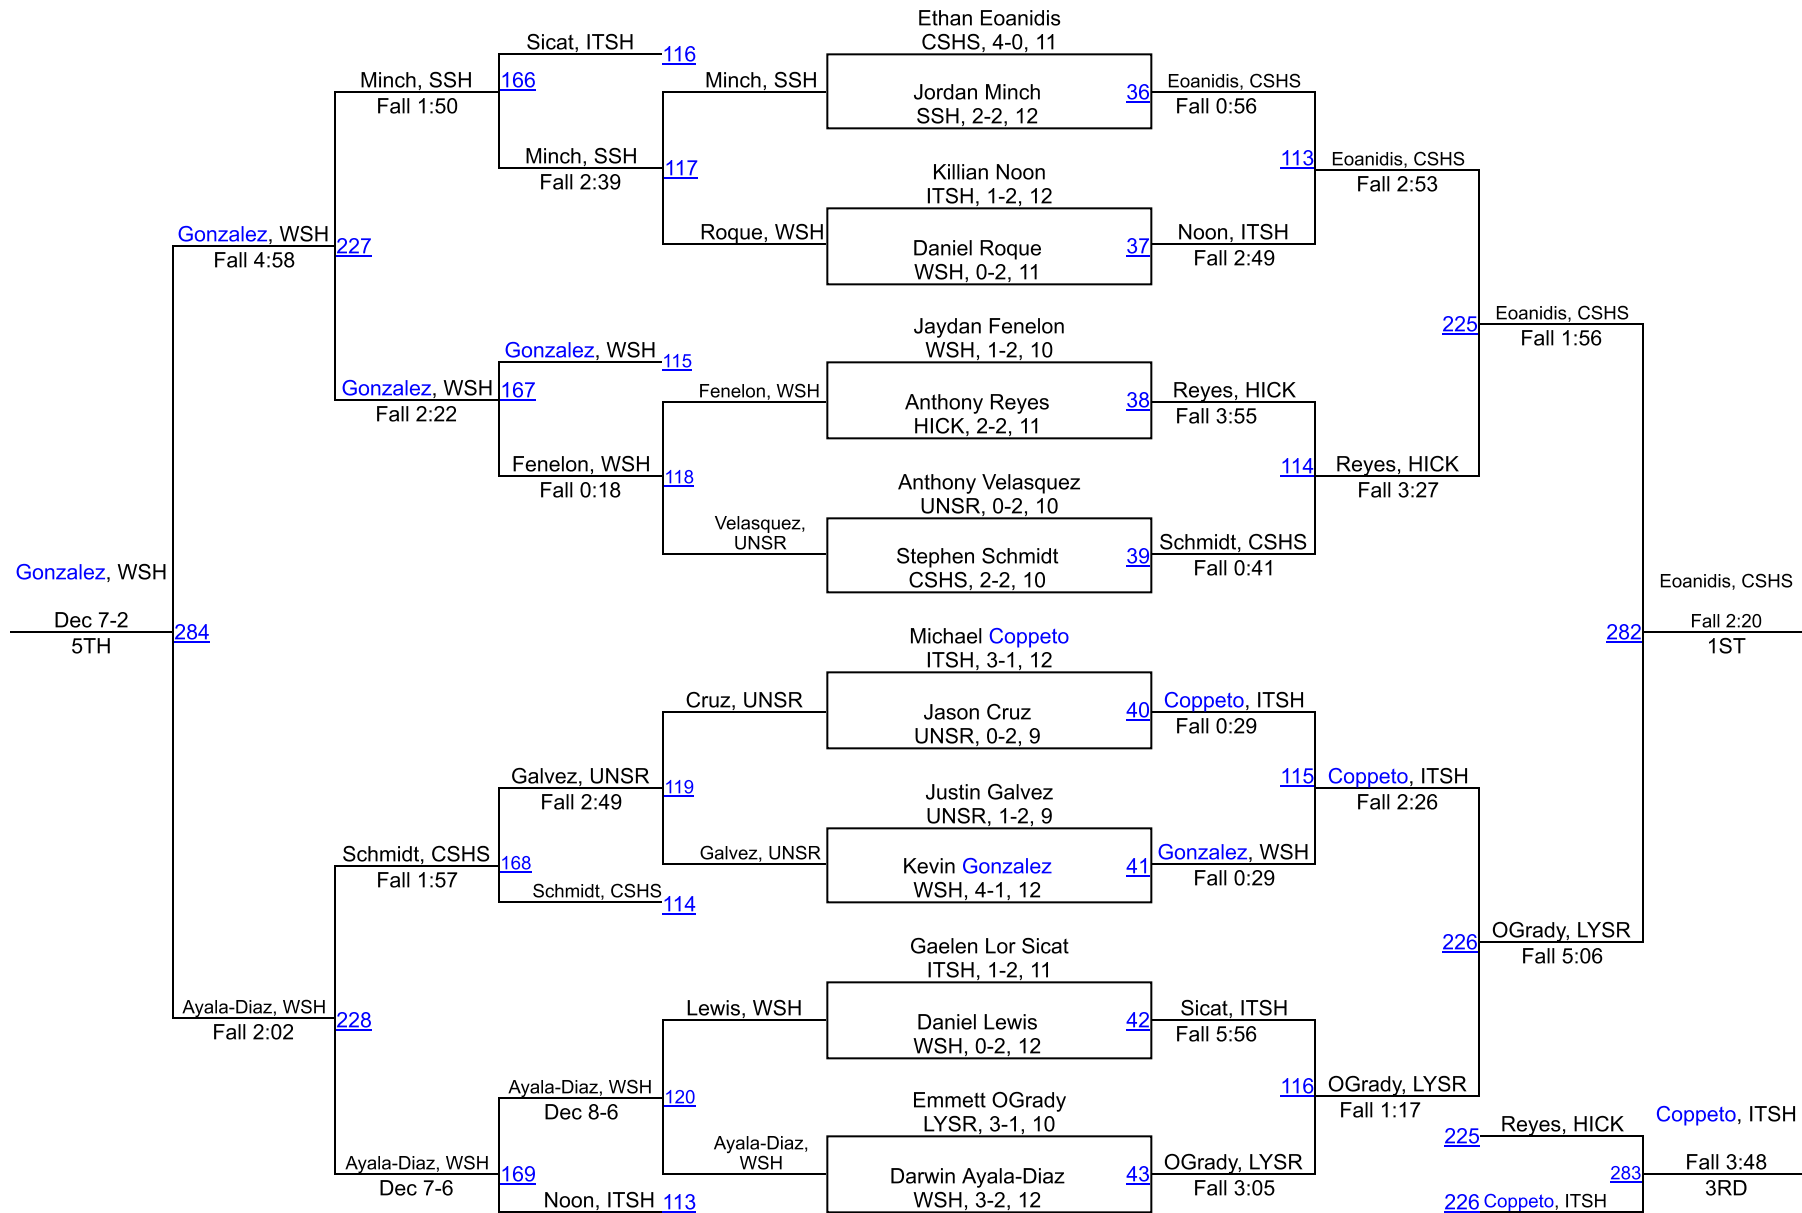 Ethan Eoanidis
CSHS, 4-0, 11
Sicat, ITSH
116
Minch, SSH
166
Fall 1:50
Minch, SSH
Jordan Minch
SSH, 2-2, 12
36
Eoanidis, CSHS
Fall 0:56
Minch, SSH
Fall 2:39
117
Killian Noon
ITSH, 1-2, 12
113
Eoanidis, CSHS
Fall 2:53
Gonzalez, WSH
Fall 4:58
227
Roque, WSH
Daniel Roque
WSH, 0-2, 11
37
Noon, ITSH
Fall 2:49
Jaydan Fenelon
WSH, 1-2, 10
225
Eoanidis, CSHS
Fall 1:56
Gonzalez, WSH
115
Gonzalez, WSH
167
Fall 2:22
Fenelon, WSH
Anthony Reyes
HICK, 2-2, 11
38
Reyes, HICK
Fall 3:55
Fenelon, WSH
Fall 0:18
118
Anthony Velasquez
UNSR, 0-2, 10
114
Reyes, HICK
Fall 3:27
Velasquez,
UNSR
Stephen Schmidt
CSHS, 2-2, 10
39
Schmidt, CSHS
Fall 0:41
Gonzalez, WSH
Dec 7-2
5TH
284
Michael Coppeto
ITSH, 3-1, 12
Eoanidis, CSHS
282
Fall 2:20
1ST
Cruz, UNSR
Jason Cruz
UNSR, 0-2, 9
40
Coppeto, ITSH
Fall 0:29
Galvez, UNSR
Fall 2:49
119
Justin Galvez
UNSR, 1-2, 9
115
Coppeto, ITSH
Fall 2:26
Schmidt, CSHS
Fall 1:57
168
Schmidt, CSHS
114
Galvez, UNSR
Kevin Gonzalez
WSH, 4-1, 12
41
Gonzalez, WSH
Fall 0:29
Gaelen Lor Sicat
ITSH, 1-2, 11
226
OGrady, LYSR
Fall 5:06
Ayala-Diaz, WSH
Fall 2:02
228
Lewis, WSH
Daniel Lewis
WSH, 0-2, 12
42
Sicat, ITSH
Fall 5:56
Ayala-Diaz, WSH
Dec 8-6
120
Emmett OGrady
LYSR, 3-1, 10
116
OGrady, LYSR
Fall 1:17
Ayala-Diaz, WSH
Dec 7-6
169
Noon, ITSH
113
Ayala-Diaz,
WSH
Darwin Ayala-Diaz
WSH, 3-2, 12
43
OGrady, LYSR
Fall 3:05
225
Reyes, HICK
Coppeto, ITSH
283
Fall 3:48
3RD
226
Coppeto, ITSH